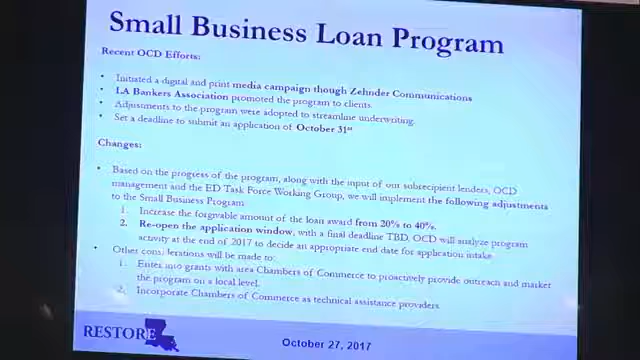 Small Business Loan Program
Recent OCD Efforts:
• Initiated a digital and print media campaign though Zehnder Communications
• LA Bankers Association promoted the program to clients.
• Adjustments to the program were adopted to streamline underwriting.
• Set a deadline to submit an application of October 31st
Changes:
• Based on the progress of the program, along with the input of our subrecipient lenders, OCD
management and the ED Task Force Working Group, we will implement the following adjustments
to the Small Business Program
1. Increase the forgivable amount of the loan award from 20% to 40%.
2. Re-open the application window, with a final deadline TBD, OCD will analyze program
activity at the end of 2017 to decide an appropriate end date for application intake
• Other considerations will be made to:
1. Enter into grants with area Chambers of Commerce to proactively provide outreach and market
the program on a local level.
2. Incorporate Chambers of Commerce as technical assistance providers.
RESTORE
October 27, 2017